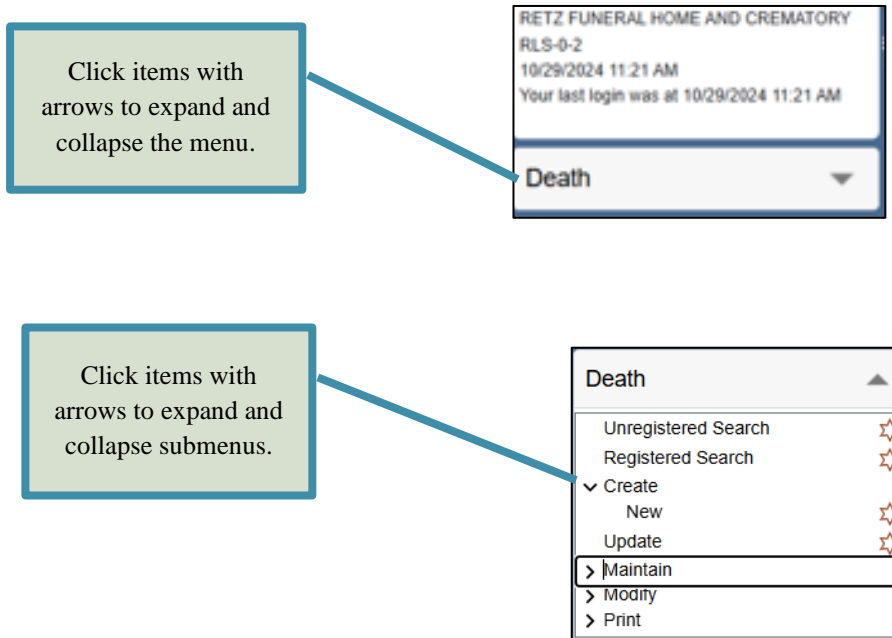 RETZ FUNERAL HOME AND CREMATORY
RLS-0-2
10/29/2024 11:21 AM
Your last login was at 10/29/2024 11:21 AM
Click items with
arrows to expand and
collapse the menu.
Death
Click items with
arrows to expand and
collapse submenus.
Death
Unregistered Search
Registered Search
Create
New
Update
Maintain
Modify
Print